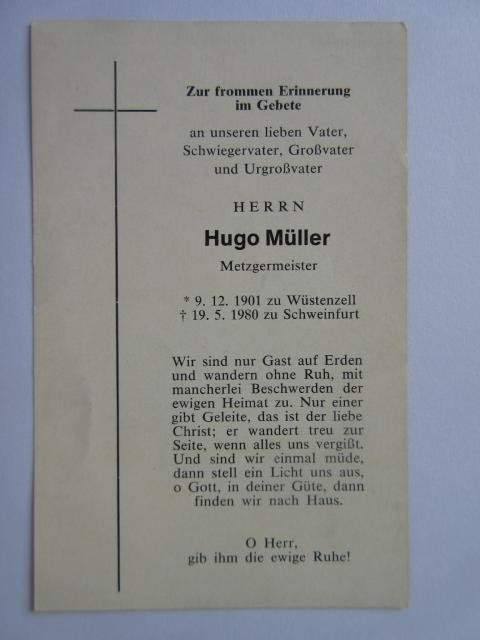 Zur frommen Erinnerung
im Gebete
an unseren lieben Vater,
Schwiegervater, Großvater
und Urgroßvater
HERRN
Hugo Müller
Metzgermeister
* 9. 12. 1901 zu Wüstenzell
† 19. 5. 1980 zu Schweinfurt
Wir sind nur Gast auf Erden
und wandern ohne Ruh, mit
mancherlei Beschwerden der
ewigen Heimat zu. Nur einer
gibt Geleite, das ist der liebe
Christ; er wandert treu zur
Seite, wenn alles uns vergißt.
Und sind wir einmal müde,
dann stell ein Licht uns aus,
o Gott, in deiner Güte, dann
finden wir nach Haus.
O Herr,
gib ihm die ewige Ruhe!